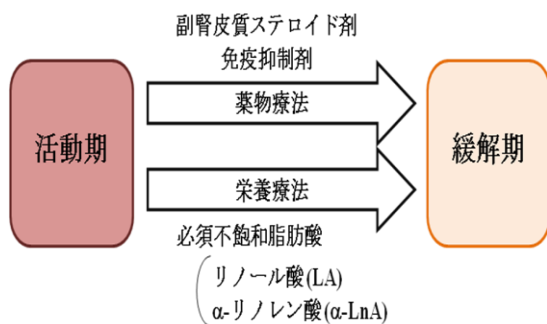 副腎皮質ステロイド剤
免疫抑制剤
活動期
薬物療法
緩解期
栄養療法
必須不飽和脂肪酸
リノール酸(LA)
α-リノレン酸(α-LnA)